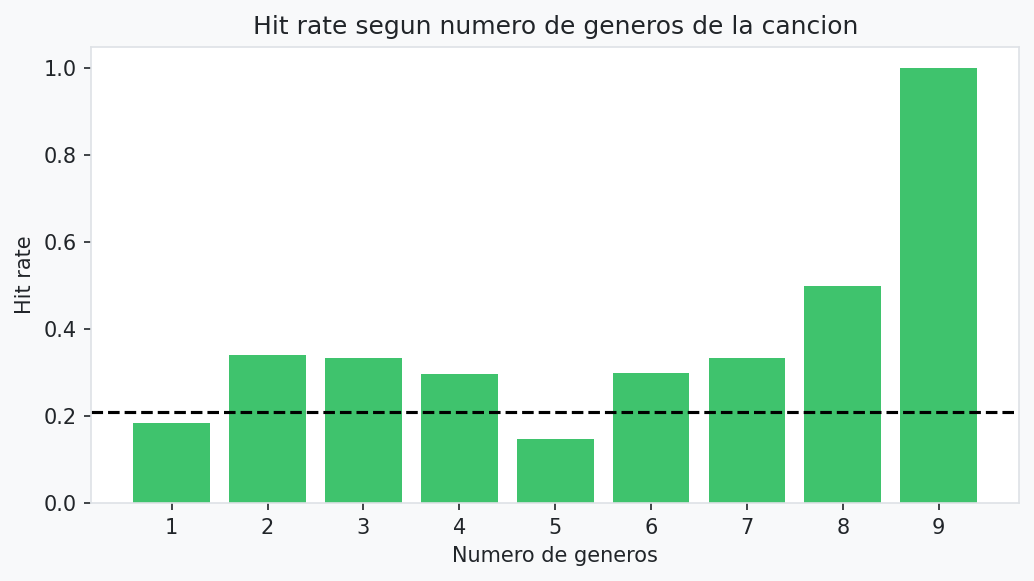 Hit rate segun numero de generos de la cancion
1.0
0.8
0.6
0.4
0.2
0.0
Hit rate
1 2 3 4 5 6 7 8 9
Numero de generos